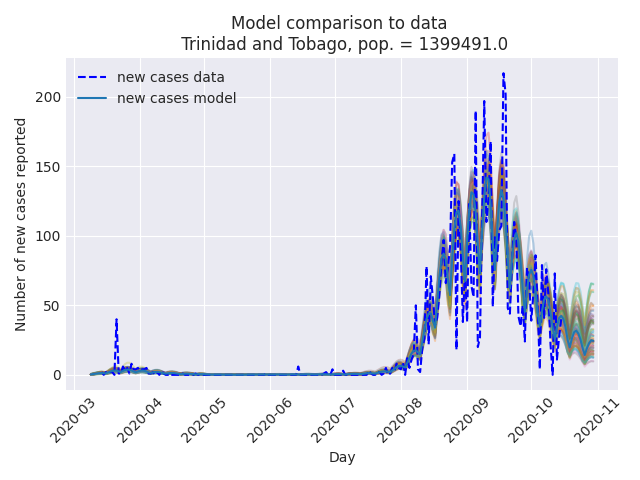 Model comparison to data
Trinidad and Tobago, pop. = 1399491.0
new cases data
new cases model
Number of new cases reported
200
150
100
50
0
2020-03
2020-04
2020-05
2020-06
2020-07
2020-08
2020-09
2020-10
2020-11
Day